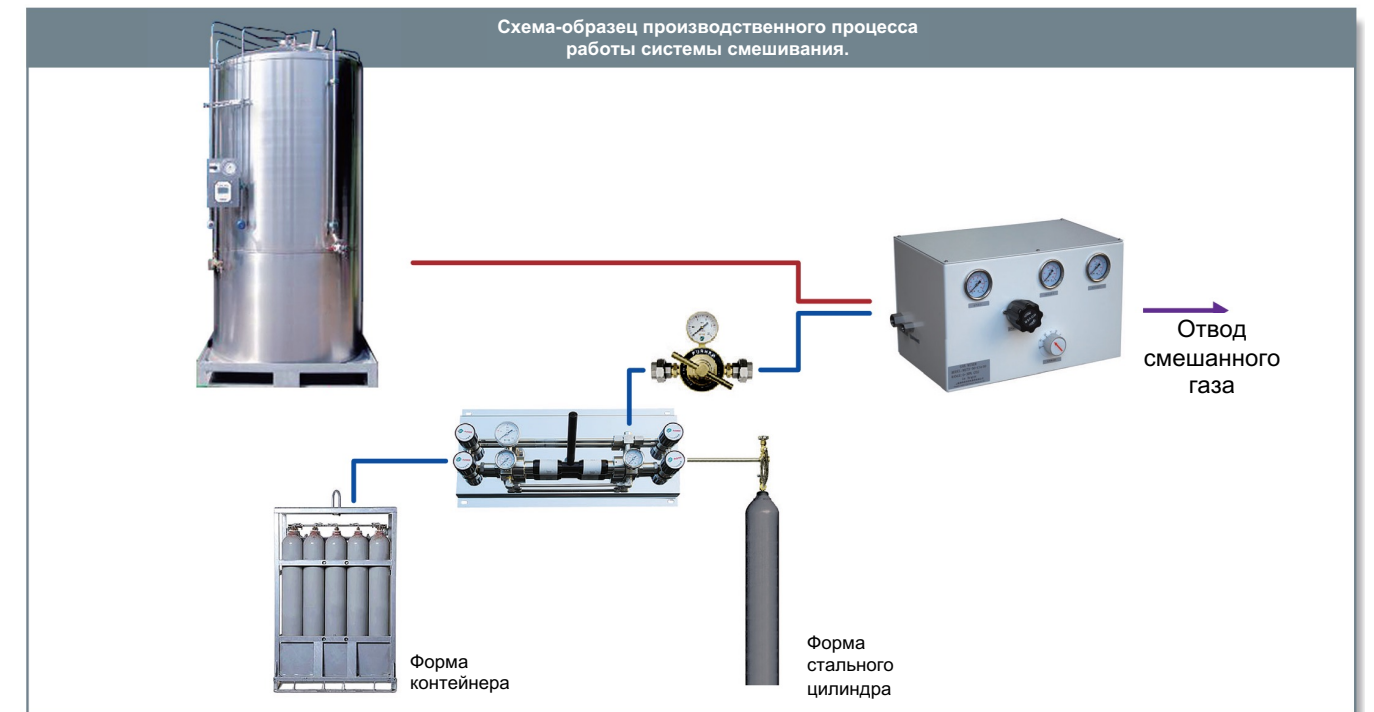 Схема-образец производственного процесса
работы системы смешивания.
Отвод
смешанного
газа
Форма
контейнера
Форма
стального
цилиндра